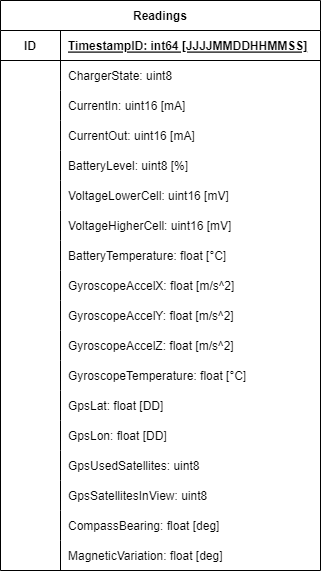 Readings
ID
TimestampID: int64 [JJJJMMDDHHMMSS]
ChargerState: uint8
CurrentIn: uint16 [mA]
CurrentOut: uint16 [mA]
BatteryLevel: uint8 [%]
VoltageLowerCell: uint16 [mV]
VoltageHigherCell: uint16 [mV]
BatteryTemperature: float [°C]
GyroscopeAccelX: float [m/s^2]
GyroscopeAccelY: float [m/s^2]
GyroscopeAccelZ: float [m/s^2]
GyroscopeTemperature: float [°C]
GpsLat: float [DD]
GpsLon: float [DD]
GpsUsedSatellites: uint8
GpsSatellitesInView: uint8
CompassBearing: float [deg]
MagneticVariation: float [deg]